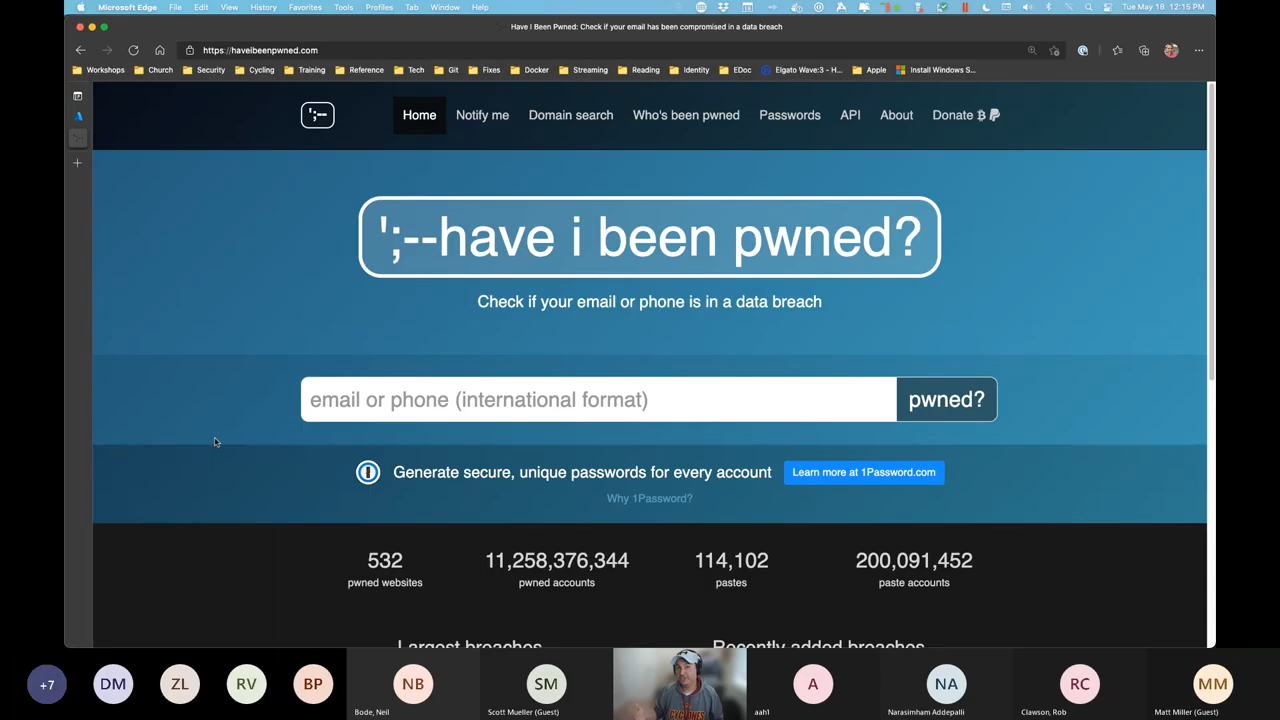 Microsoft Edge File Edit View History Favorites Tools Profiles Tab Window Help Tue May 18 12:15 PM
Have I Been Pwned: Check if your email has been compromised in a data breach
https://haveibeenpwned.com
Workshops Church Security Cycling Training Reference Tech Git Fixes Docker Streaming Reading Identity EDoc Elgato Wave:3 - H... Apple Install Windows S...
';-- Home Notify me Domain search Who's been pwned Passwords API About Donate
';--have i been pwned?
Check if your email or phone is in a data breach
email or phone (international format) pwned?
Generate secure, unique passwords for every account Learn more at 1Password.com
Why 1Password?
532 11,258,376,344 114,102 200,091,452
pwned websites pwned accounts pastes paste accounts
Largest breaches Recently added breaches
+7 DM ZL RV BP NB SM A NA RC MM
Bode, Neil Scott Mueller (Guest) aah1 Narasimham Addepalli Clawson, Rob Matt Miller (Guest)